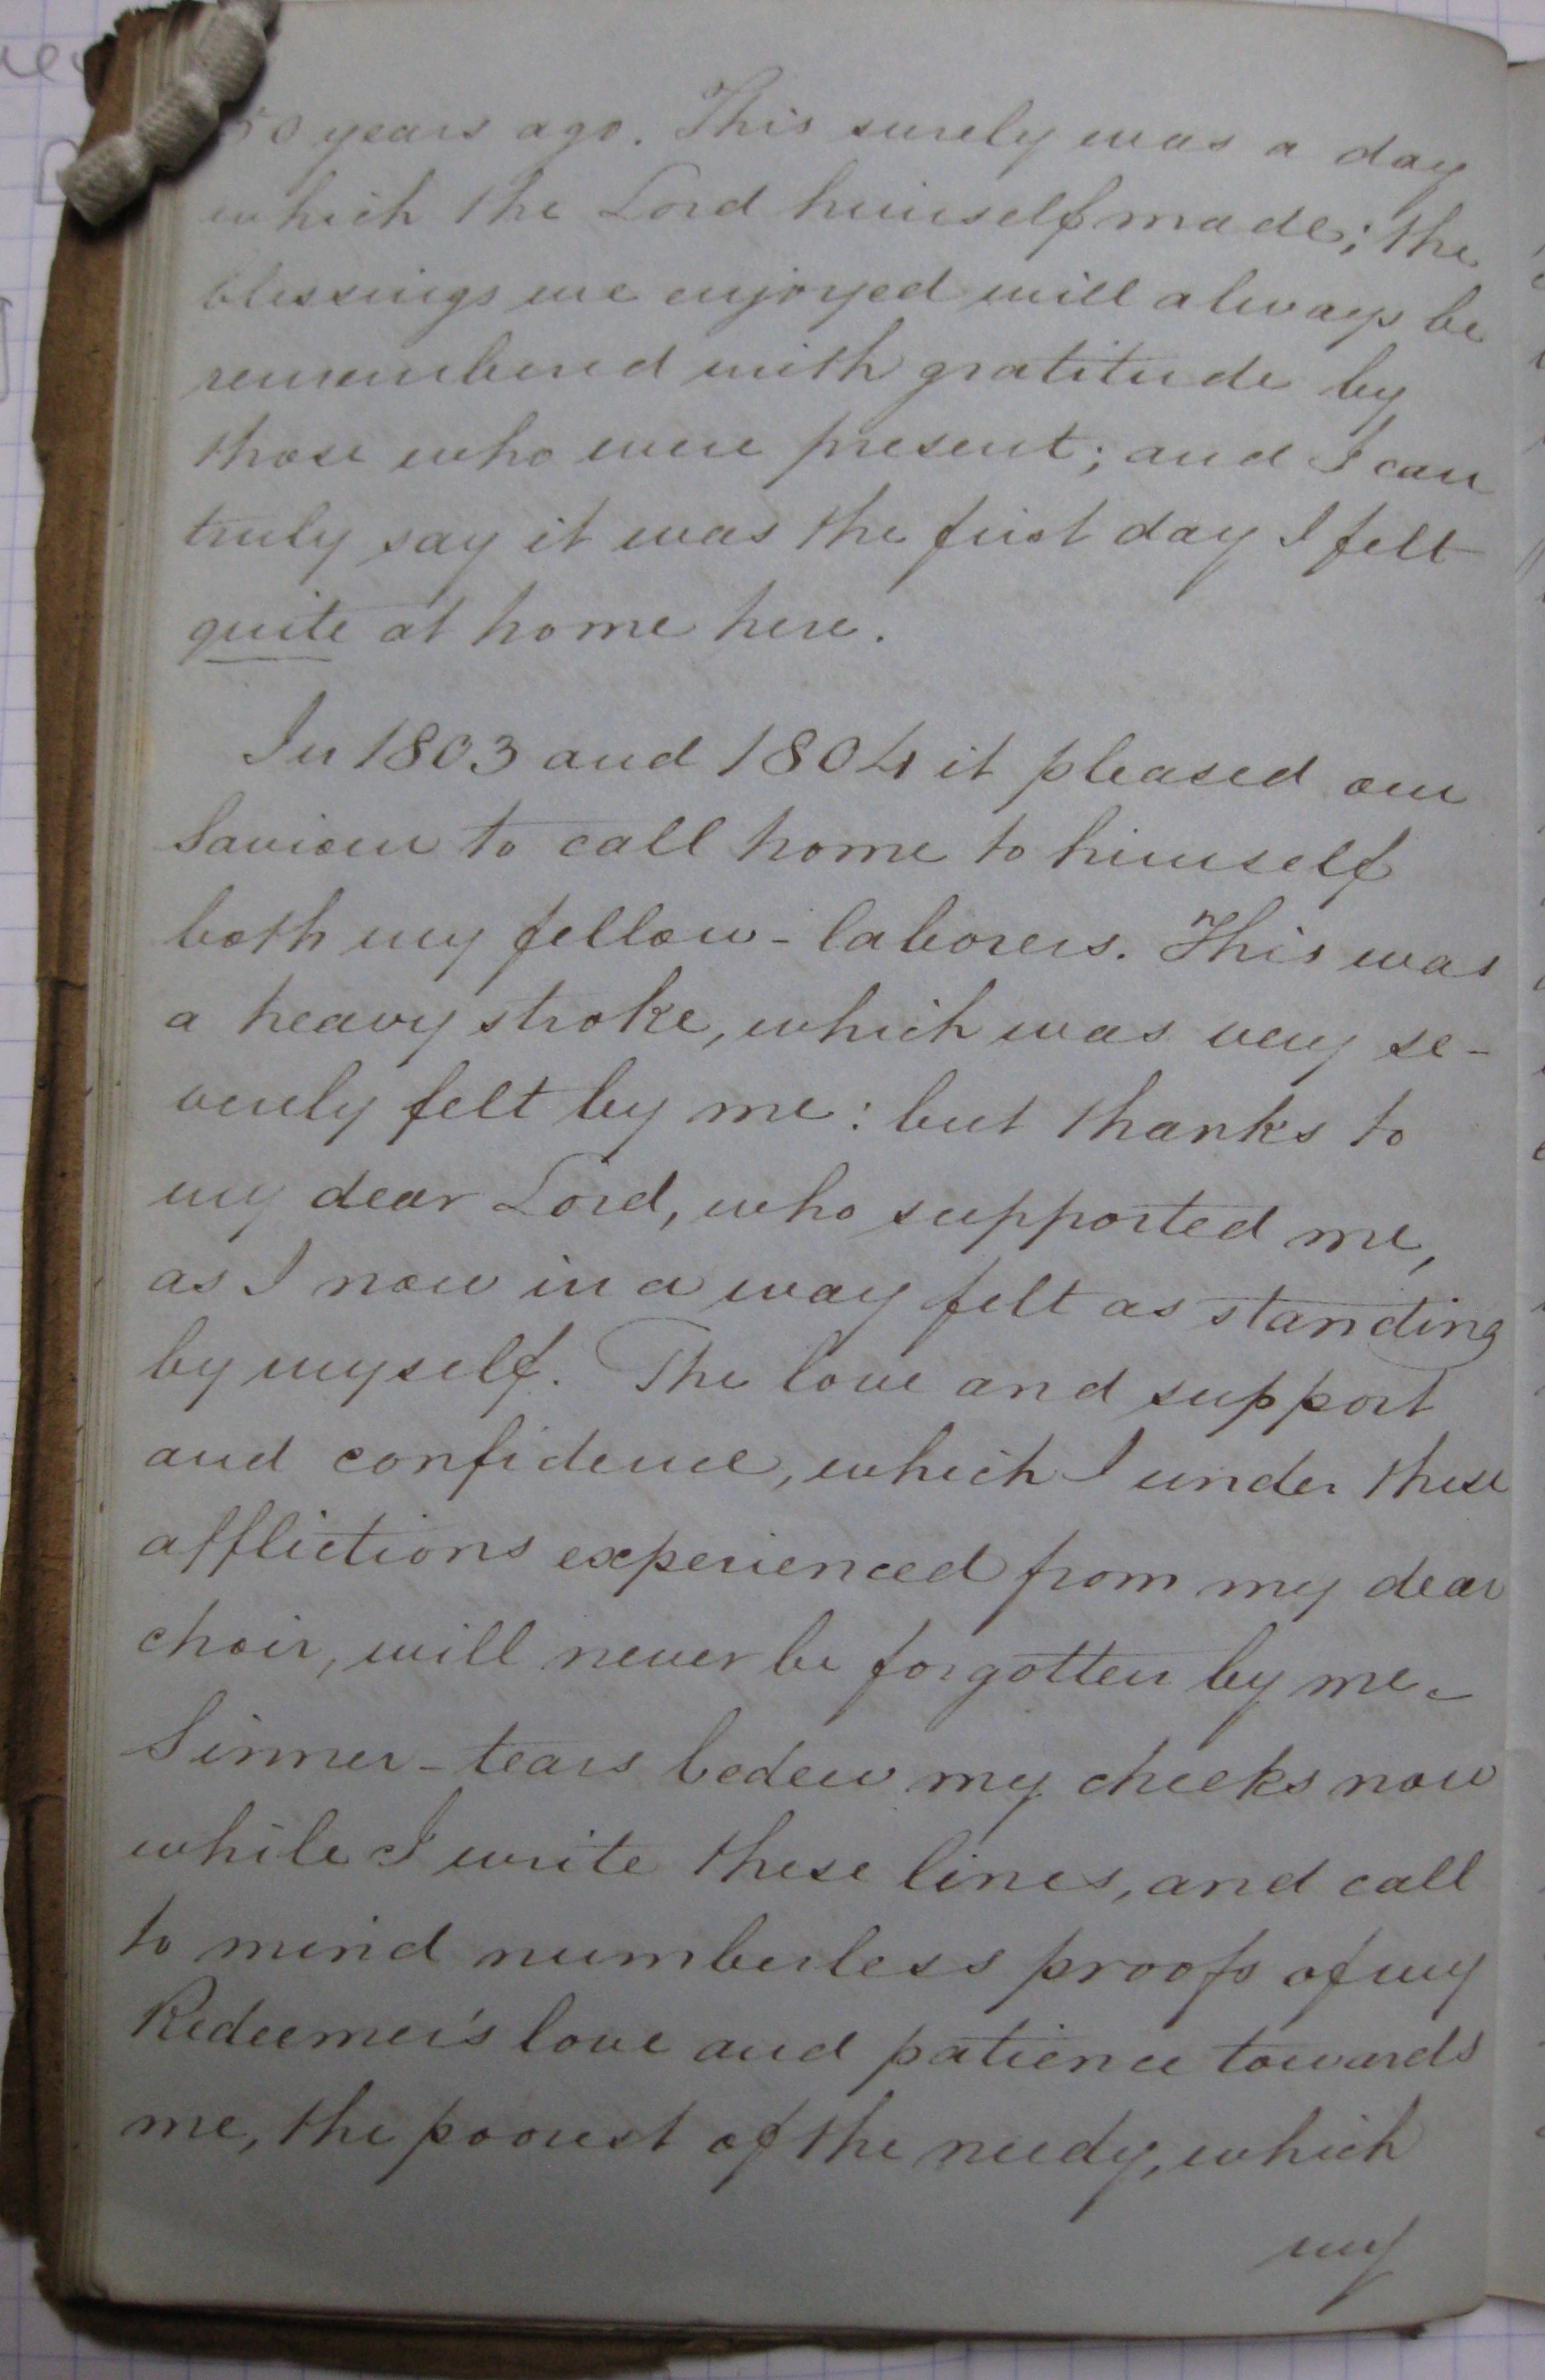 50 years ago. This surely was a day
which the Lord himself made; the
blessings we enjoyed will always be
remembered with gratitude by
those who were present; and I can
truly say it was the first day I felt
quite at home here.
In 1803 and 1804 it pleased our
Saviour to call home to himself
both my fellow-laborers. This was
a heavy stroke, which was very se-
verely felt by me: but thanks to
my dear Lord, who supported me,
as I now in a way felt as standing
by myself. The love and support
and confidence, which I under these
afflictions experienced from my dear
choir, will never be forgotten by me.
Sinner-tears bedew my cheeks now
while I write these lines, and call
to mind numberless proofs of my
Redeemer's love and patience towards
me, the poorest of the needy, which
my